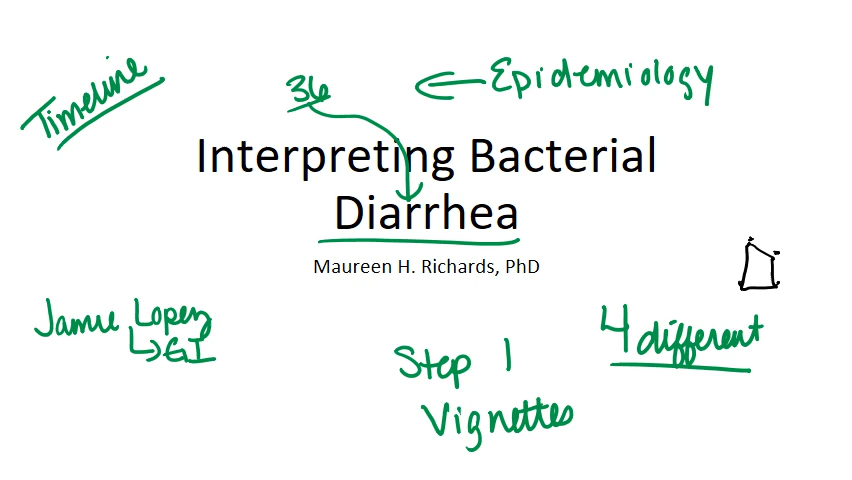 Timeline
36
Epidemiology
Interpreting Bacterial
Diarrhea
Maureen H. Richards, PhD
Jamie Lopez
GI
4 different
Step 1
Vignettes